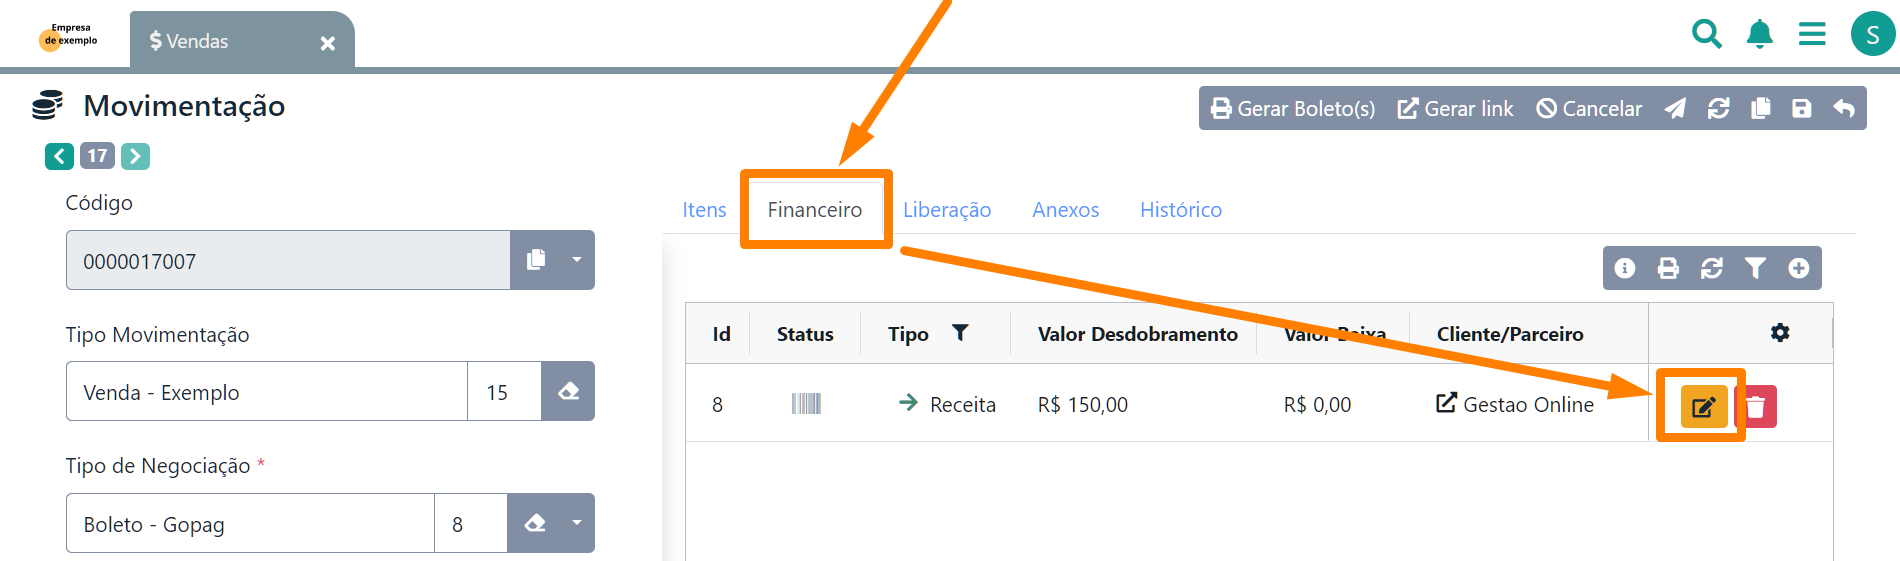 Empresa
de exemplo
$ Vendas
S
Movimentação
Gerar Boleto(s) Gerar link Cancelar
17
Código
0000017007
Tipo Movimentação
Venda - Exemplo 15
Tipo de Negociação *
Boleto - Gopag 8
Itens Financeiro Liberação Anexos Histórico
Id Status Tipo Valor Desdobramento Valor Baixa Cliente/Parceiro
8 Receita R$ 150,00 R$ 0,00 Gestao Online